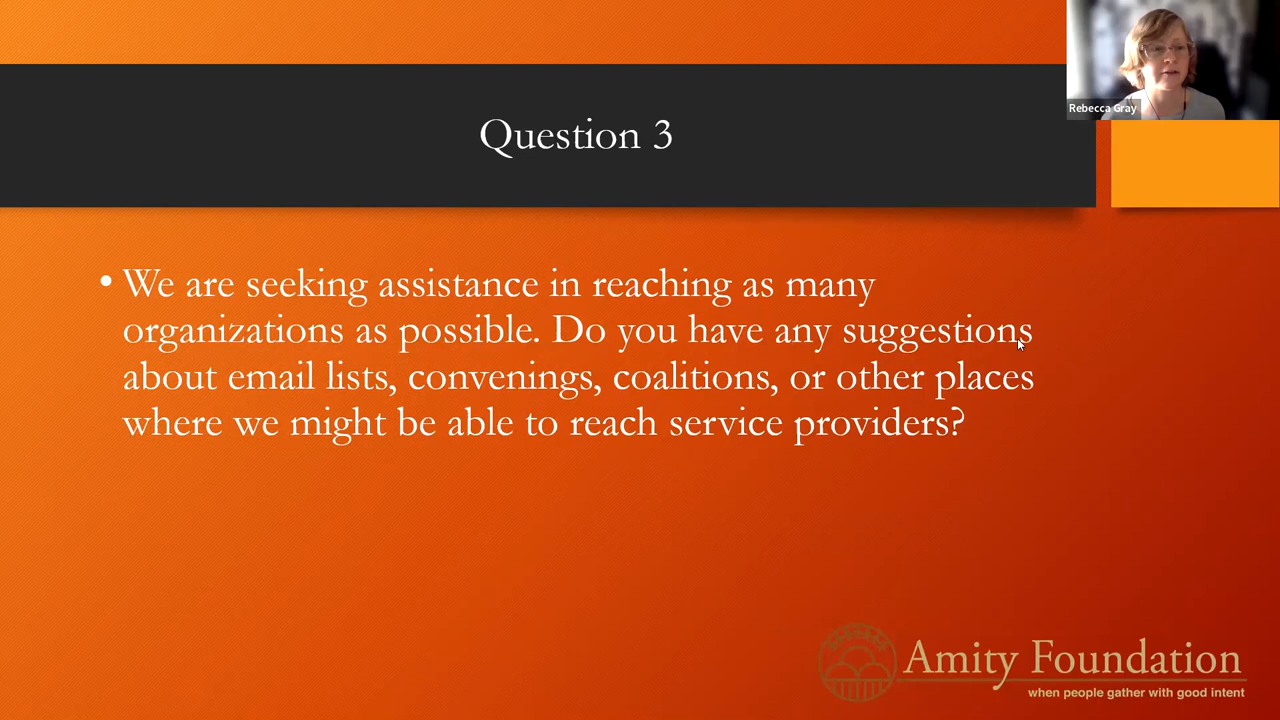 Rebecca Gray
Question 3
• We are seeking assistance in reaching as many
organizations as possible. Do you have any suggestions
about email lists, convenings, coalitions, or other places
where we might be able to reach service providers?
Amity Foundation
when people gather with good intent